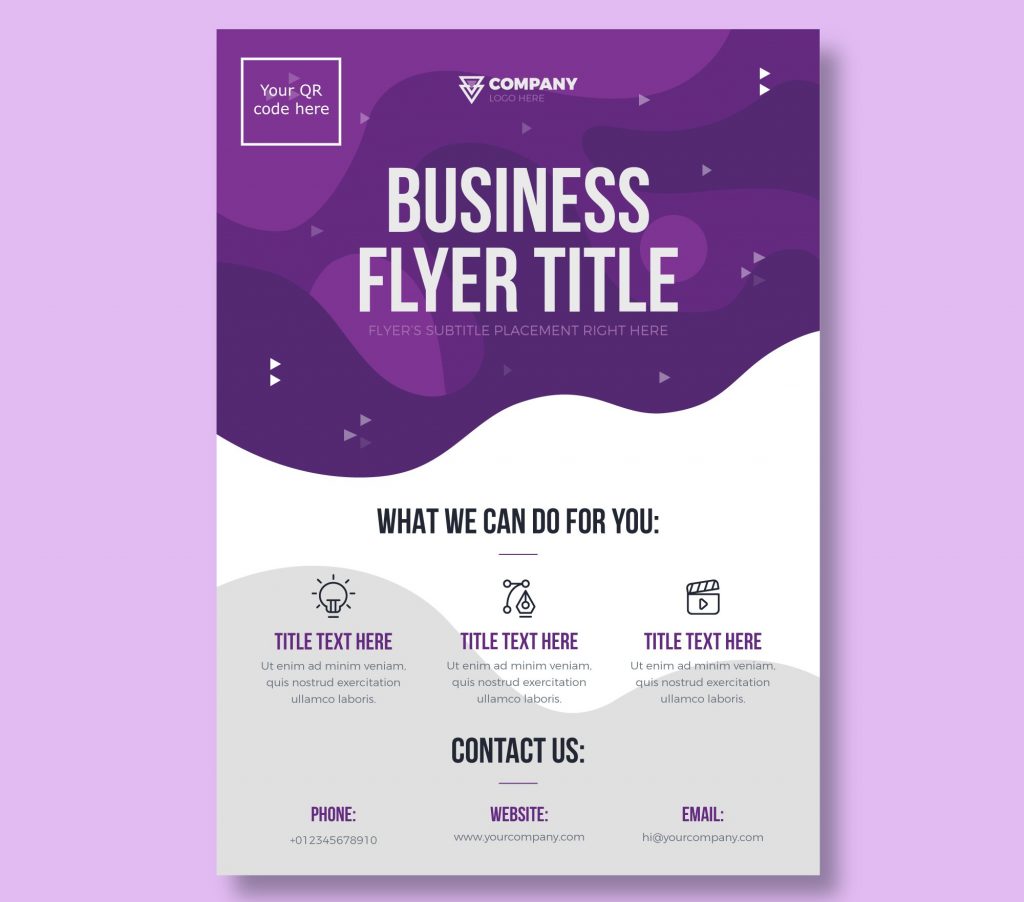 Your QR
code here
COMPANY
LOGO HERE
BUSINESS
FLYER TITLE
FLYER'S SUBTITLE PLACEMENT RIGHT HERE
WHAT WE CAN DO FOR YOU:
TITLE TEXT HERE
Ut enim ad minim veniam,
quis nostrud exercitation
ullamco laboris.
TITLE TEXT HERE
Ut enim ad minim veniam,
quis nostrud exercitation
ullamco laboris.
TITLE TEXT HERE
Ut enim ad minim veniam,
quis nostrud exercitation
ullamco laboris.
CONTACT US:
PHONE:
+012345678910
WEBSITE:
www.yourcompany.com
EMAIL:
hi@yourcompany.com